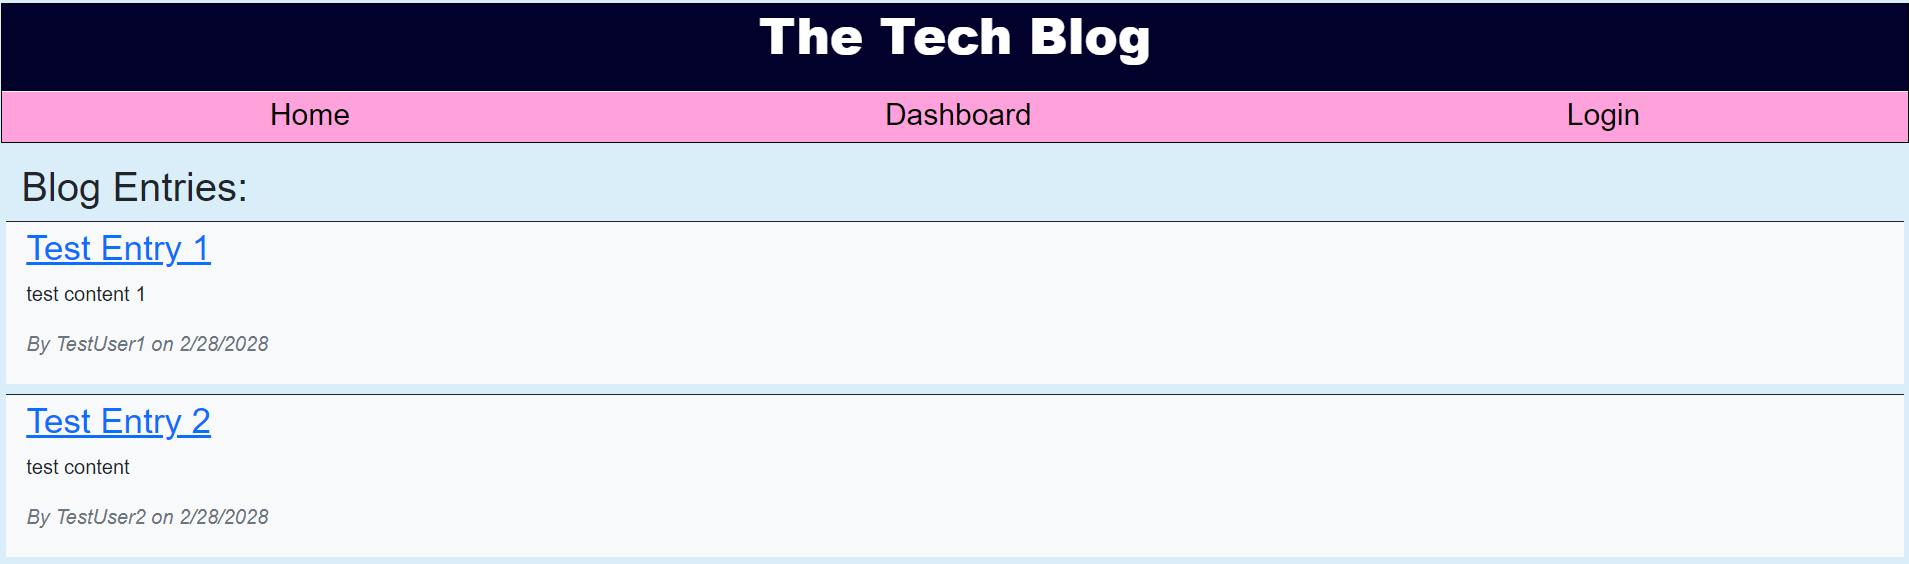 The Tech Blog
Home Dashboard Login
Blog Entries:
Test Entry 1
test content 1
By TestUser1 on 2/28/2028
Test Entry 2
test content
By TestUser2 on 2/28/2028